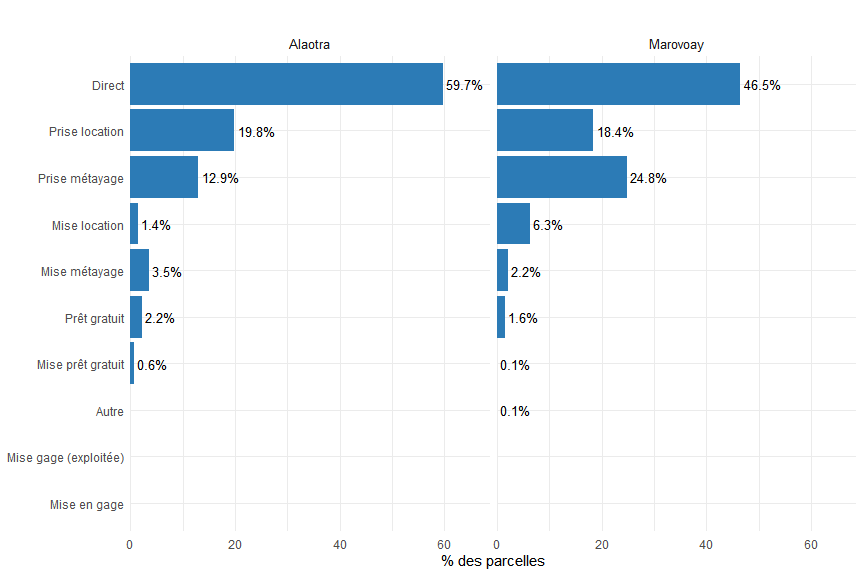 Alaotra Marovoay
Direct 59.7% 46.5%
Prise location 19.8% 18.4%
Prise métayage 12.9% 24.8%
Mise location 1.4% 6.3%
Mise métayage 3.5% 2.2%
Prêt gratuit 2.2% 1.6%
Mise prêt gratuit 0.6% 0.1%
Autre 0.1%
Mise gage (exploitée)
Mise en gage
0 20 40 60 0 20 40 60
% des parcelles